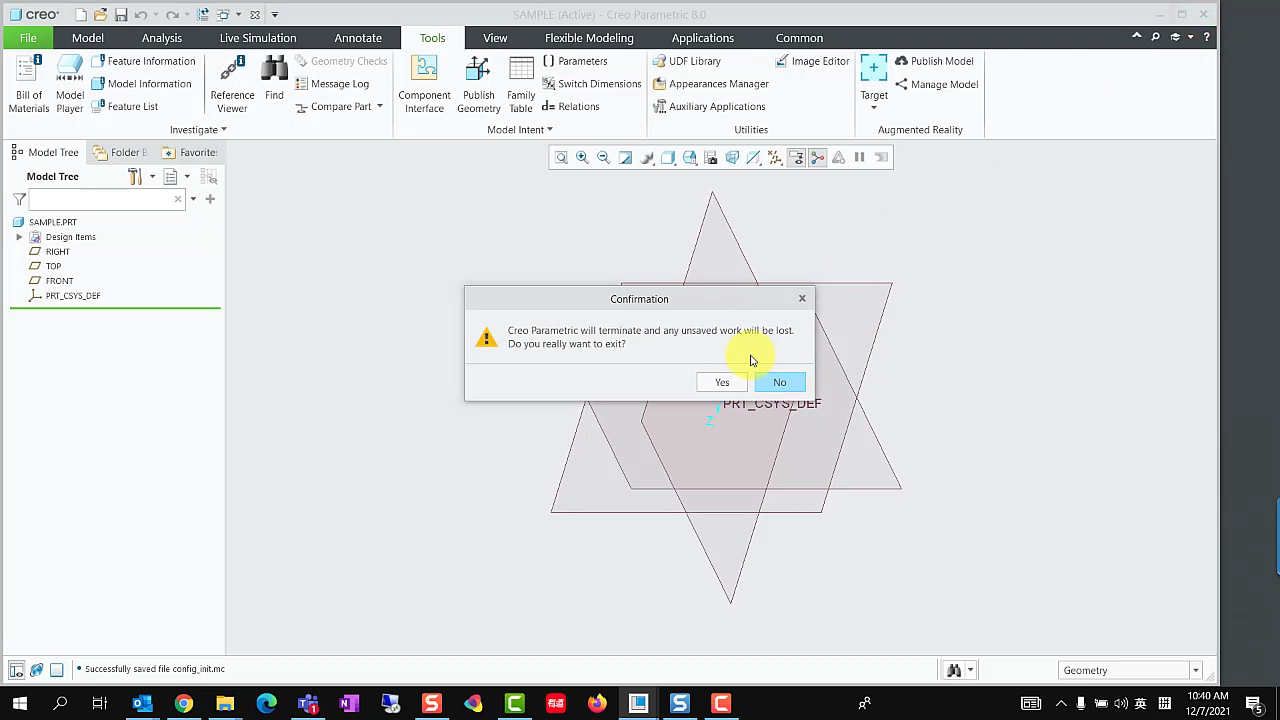 creo
SAMPLE (Active) - Creo Parametric 8.0
File Model Analysis Live Simulation Annotate Tools View Flexible Modeling Applications Common
Bill of Materials
Model Player
Feature Information
Model Information
Feature List
Investigate
Reference Viewer
Find
Geometry Checks
Message Log
Compare Part
Component Interface
Publish Geometry
Family Table
Parameters
Switch Dimensions
d= Relations
Model Intent
UDF Library
Appearances Manager
Auxiliary Applications
Image Editor
Utilities
Target
Publish Model
Manage Model
Augmented Reality
Model Tree Folder B Favorite:
Model Tree
SAMPLE.PRT
Design Items
RIGHT
TOP
FRONT
PRT_CSYS_DEF
Confirmation
Creo Parametric will terminate and any unsaved work will be lost.
Do you really want to exit?
Yes No
PRT_CSYS_DEF
Z
• Successfully saved file config_init.mc
Geometry
英
拼
10:40 AM
12/7/2021
5